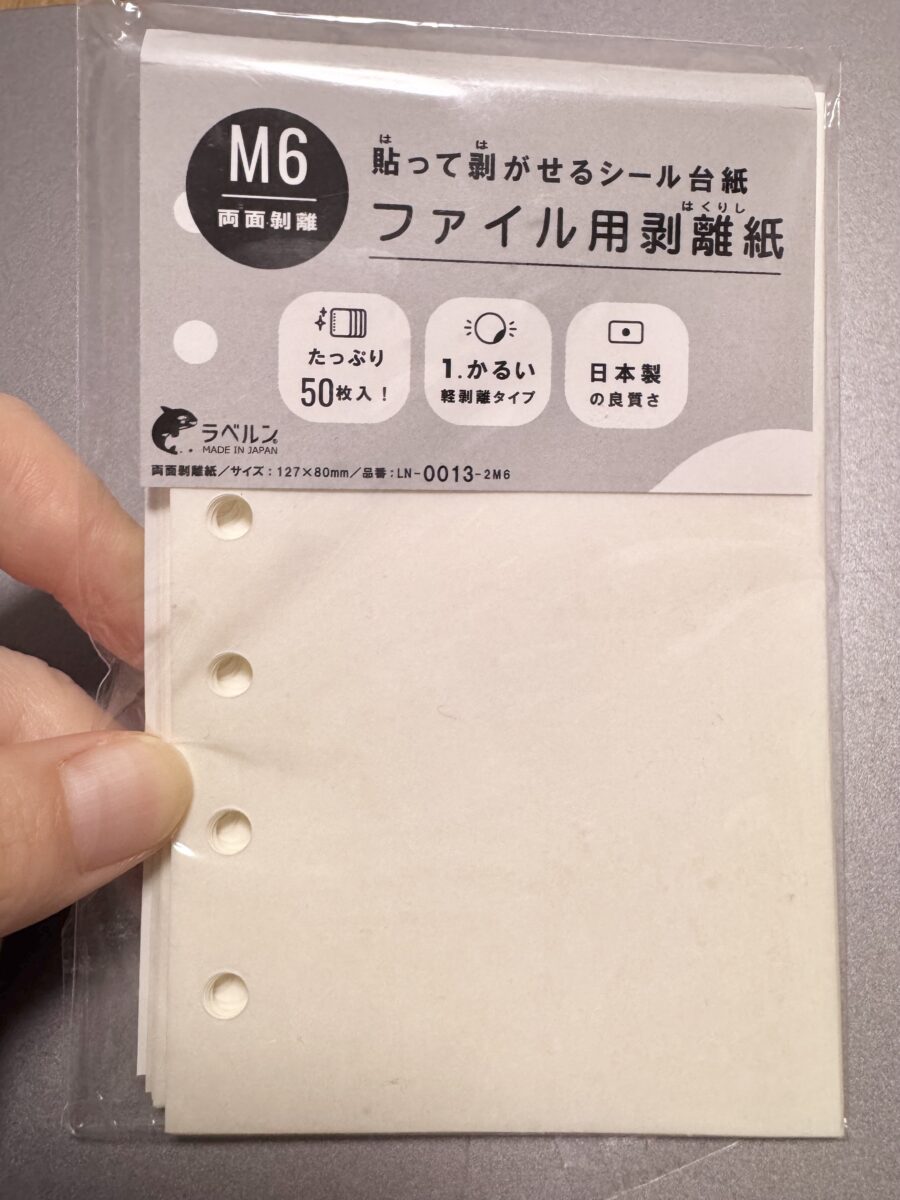 M6
両面剥離
貼って剥がせるシール台紙
は
は
ファイル用剥離紙
はくりし
たっぷり
50枚入！
1.かるい
軽剥離タイプ
日本製
の良質さ
ラベルン®
MADE IN JAPAN
両面剥離紙／サイズ：127×80mm／品番：LN-0013-2M6